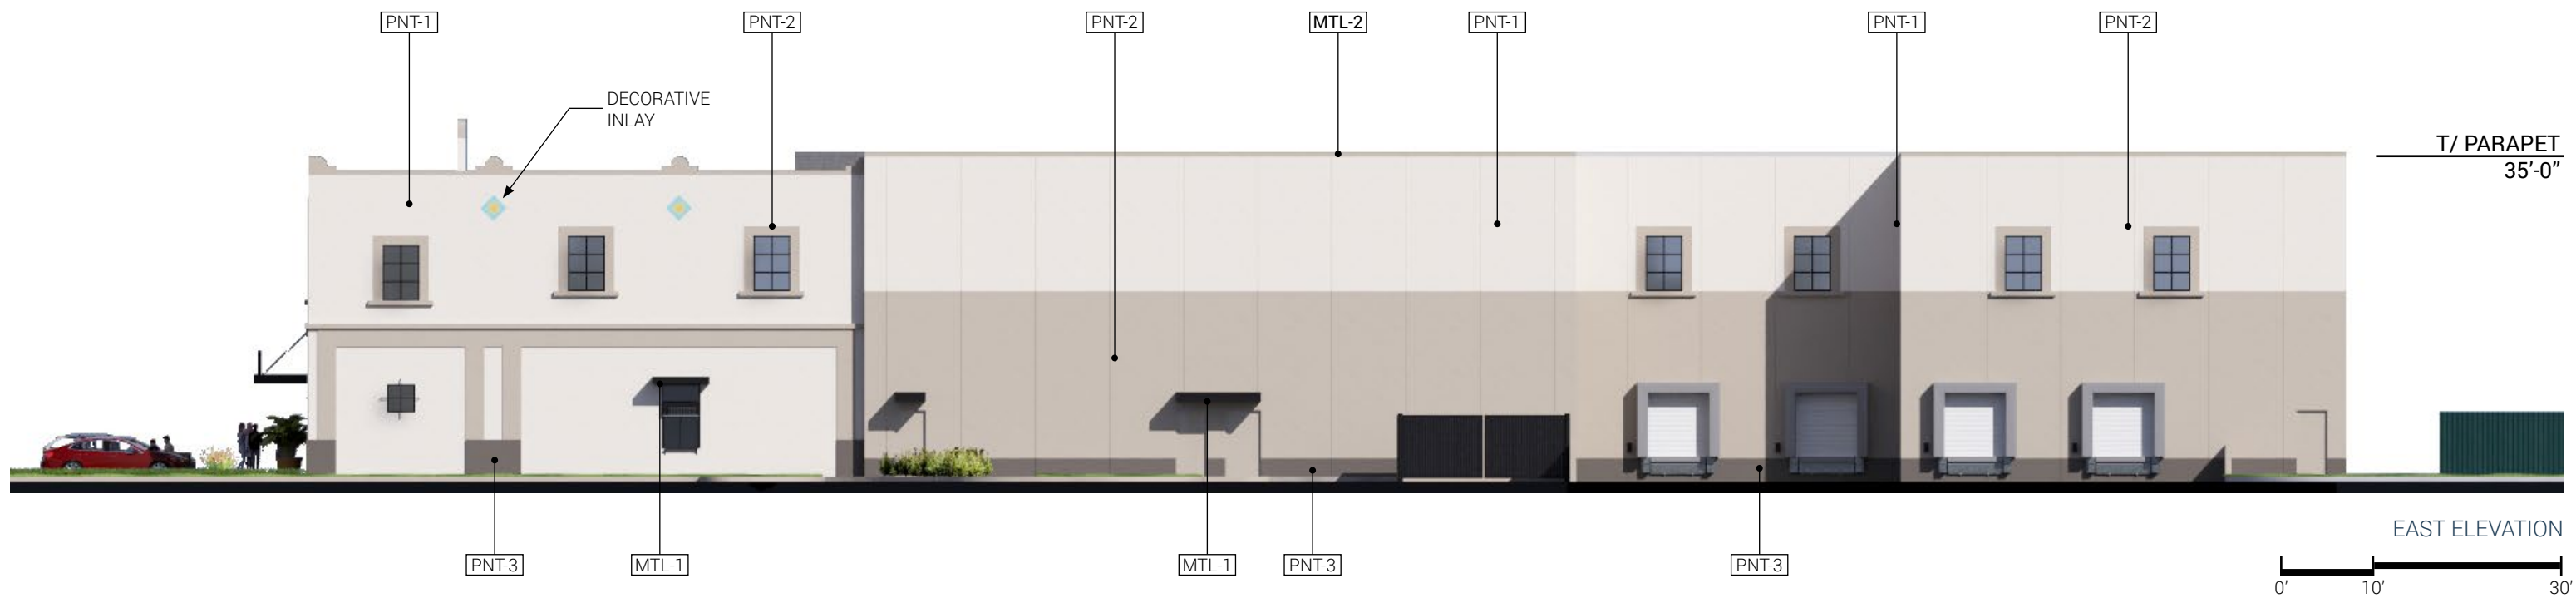 PNT-1
PNT-2
PNT-2
MTL-2
PNT-1
PNT-1
PNT-2
DECORATIVE
INLAY
T/ PARAPET
35’-0”
EAST ELEVATION
PNT-3
MTL-1
MTL-1
PNT-3
PNT-3
0’
10’
30’